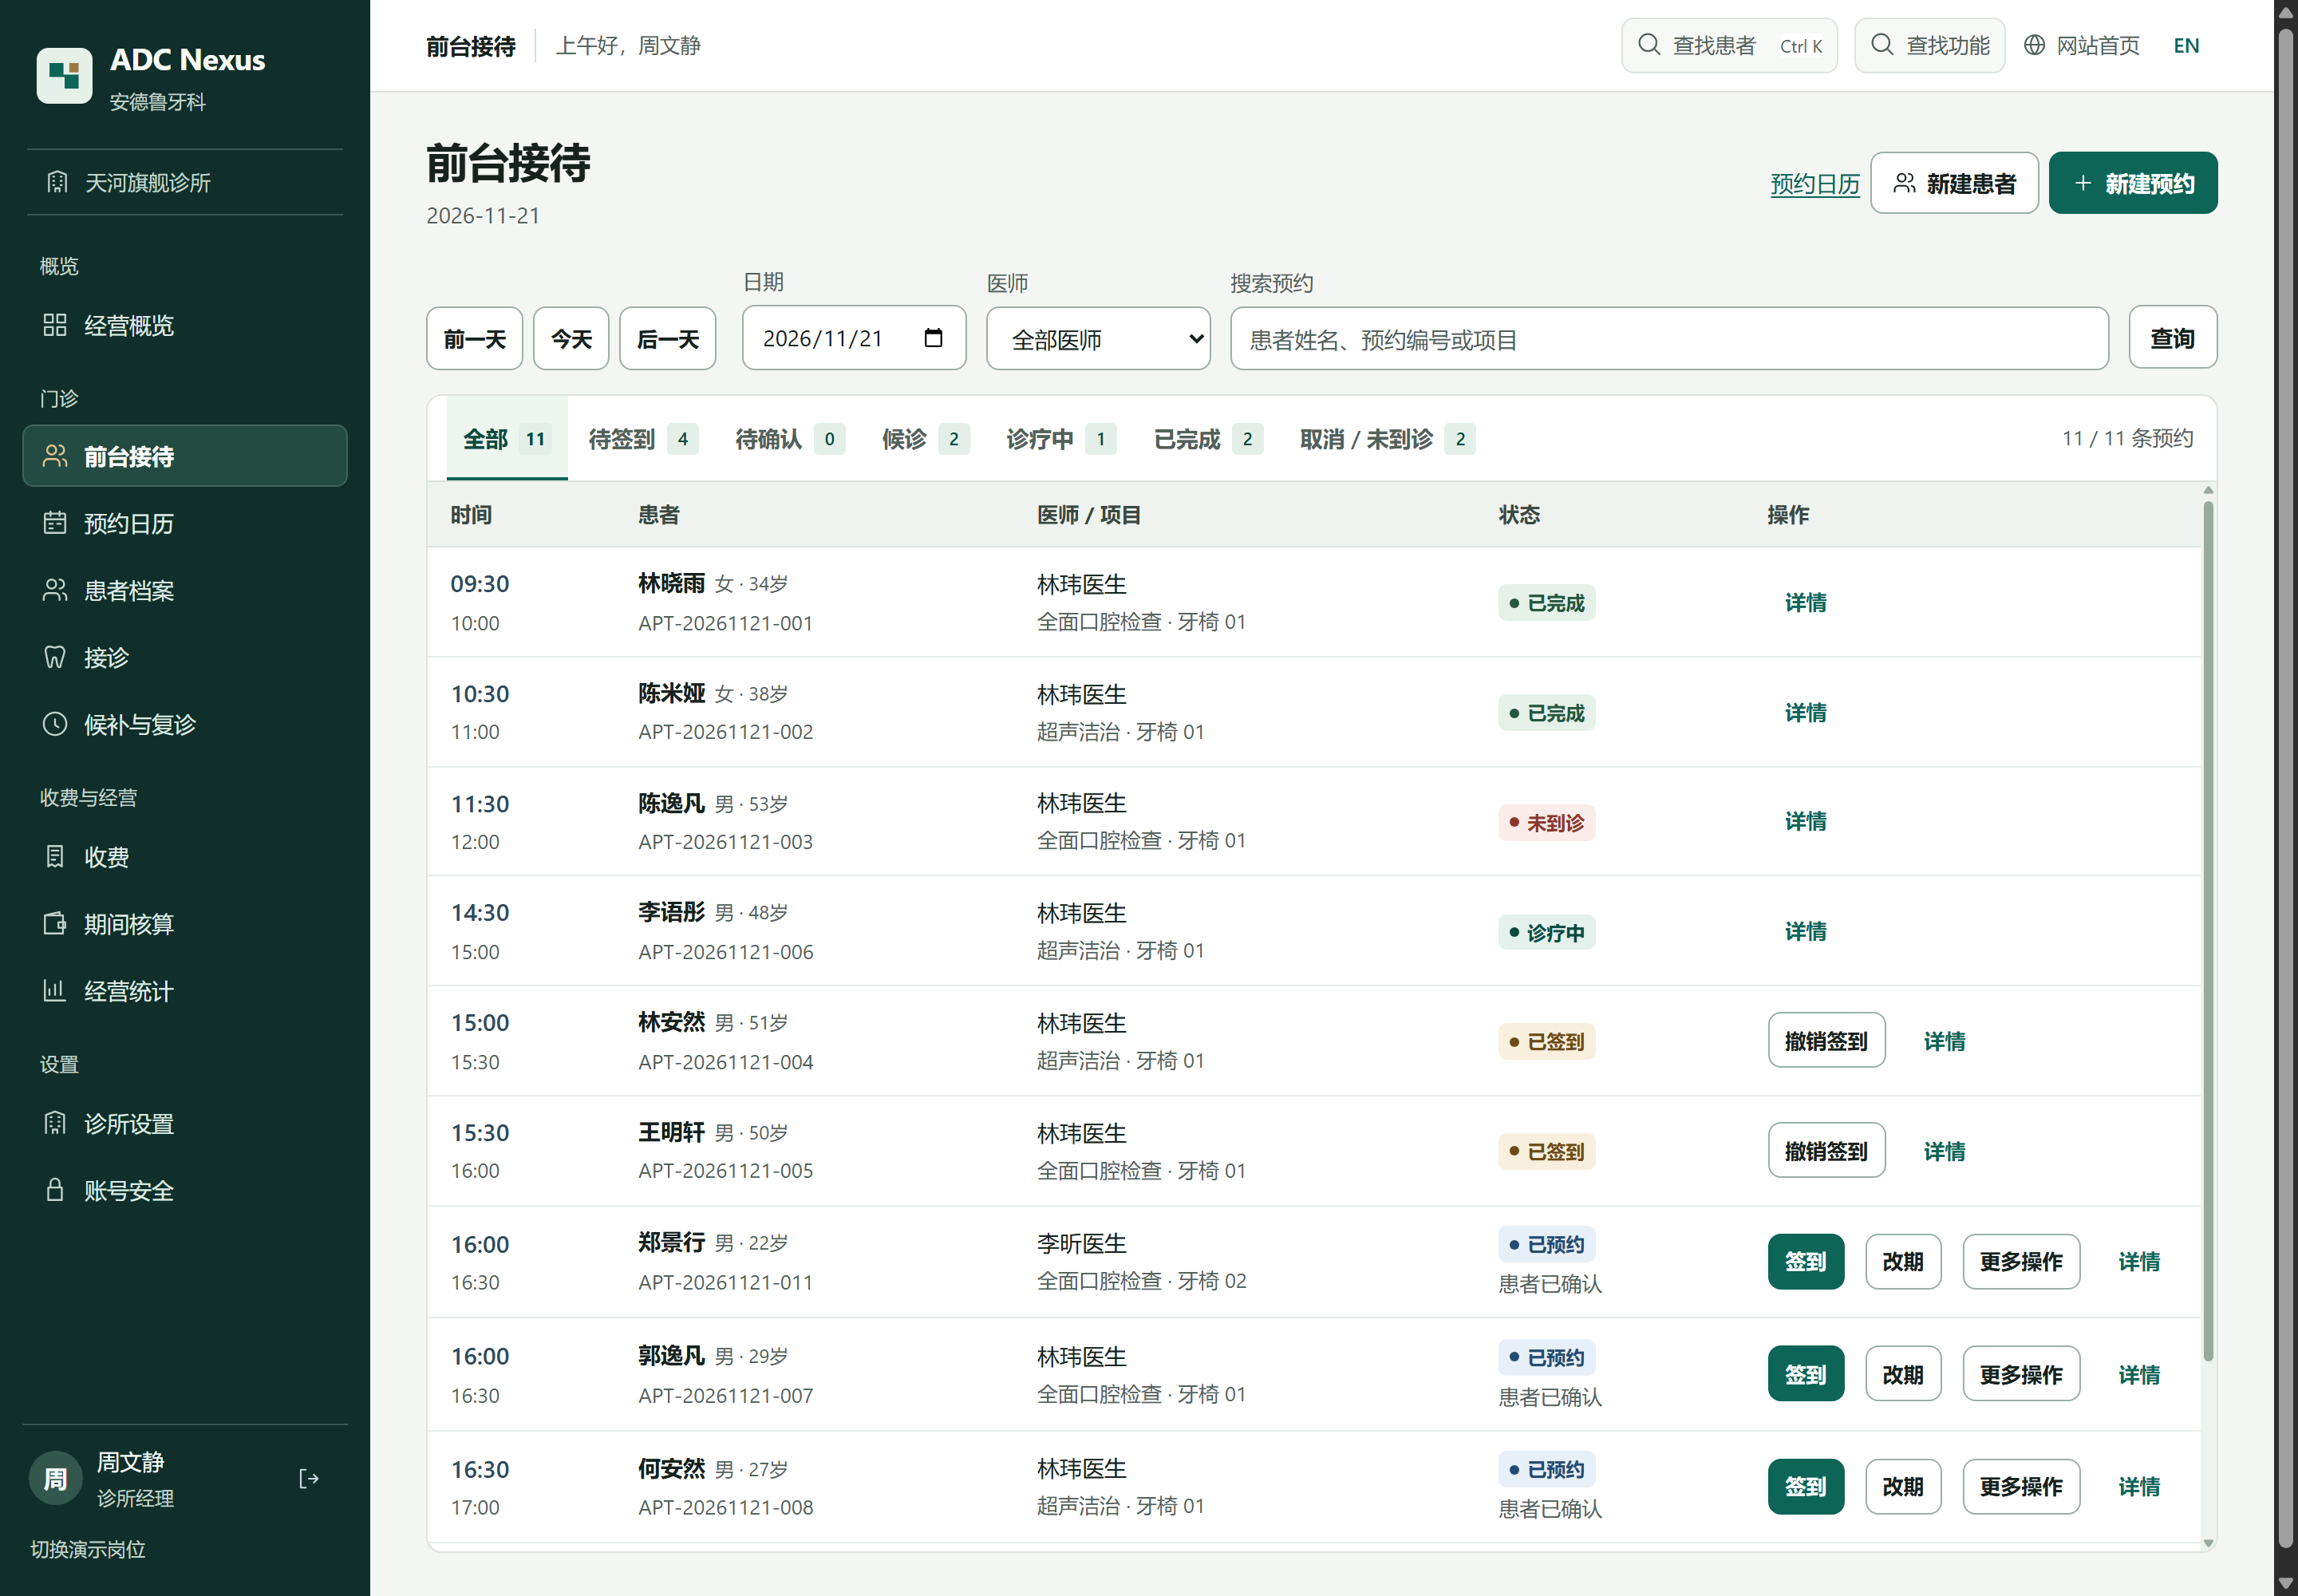 ADC Nexus
安德鲁牙科
天河旗舰诊所
概览
经营概览
门诊
前台接待
预约日历
患者档案
接诊
候补与复诊
收费与经营
收费
期间核算
经营统计
设置
诊所设置
账号安全
周
周文静
诊所经理
切换演示岗位
前台接待 上午好，周文静 查找患者 Ctrl K 查找功能 网站首页 EN
前台接待
2026-11-21
预约日历 新建患者 + 新建预约
日期 医师 搜索预约
前一天 今天 后一天 2026/11/21 全部医师 患者姓名、预约编号或项目 查询
全部 11 待签到 4 待确认 0 候诊 2 诊疗中 1 已完成 2 取消 / 未到诊 2 11 / 11 条预约
时间 患者 医师 / 项目 状态 操作
09:30 林晓雨 女 · 34岁 林玮医生 已完成 详情
10:00 APT-20261121-001 全面口腔检查 · 牙椅 01
10:30 陈米娅 女 · 38岁 林玮医生 已完成 详情
11:00 APT-20261121-002 超声洁治 · 牙椅 01
11:30 陈逸凡 男 · 53岁 林玮医生 未到诊 详情
12:00 APT-20261121-003 全面口腔检查 · 牙椅 01
14:30 李语彤 男 · 48岁 林玮医生 诊疗中 详情
15:00 APT-20261121-006 超声洁治 · 牙椅 01
15:00 林安然 男 · 51岁 林玮医生 已签到 撤销签到 详情
15:30 APT-20261121-004 超声洁治 · 牙椅 01
15:30 王明轩 男 · 50岁 林玮医生 已签到 撤销签到 详情
16:00 APT-20261121-005 全面口腔检查 · 牙椅 01
16:00 郑景行 男 · 22岁 李昕医生 已预约 签到 改期 更多操作 详情
16:30 APT-20261121-011 全面口腔检查 · 牙椅 02 患者已确认
16:00 郭逸凡 男 · 29岁 林玮医生 已预约 签到 改期 更多操作 详情
16:30 APT-20261121-007 全面口腔检查 · 牙椅 01 患者已确认
16:30 何安然 男 · 27岁 林玮医生 已预约 签到 改期 更多操作 详情
17:00 APT-20261121-008 超声洁治 · 牙椅 01 患者已确认